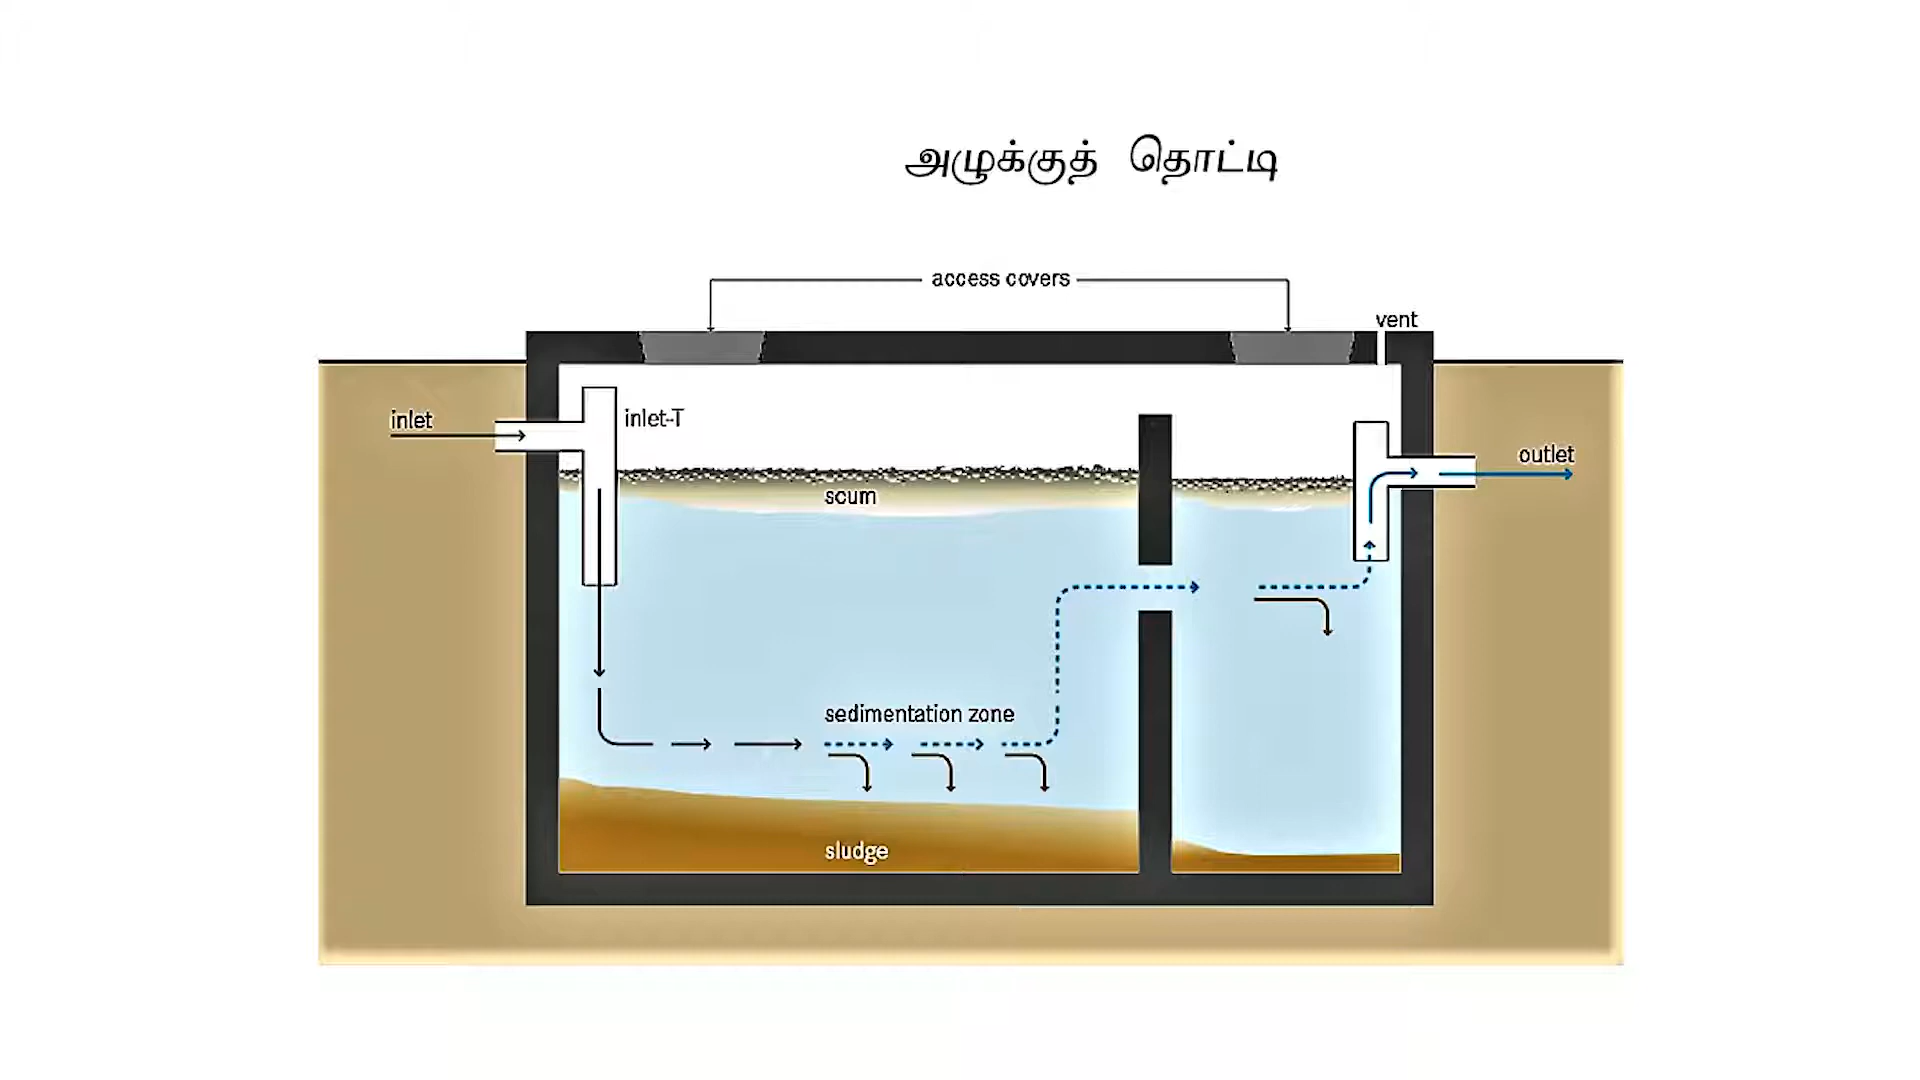 அழுக்குத் தொட்டி
access covers
vent
inlet
inlet-T
outlet
scum
sedimentation zone
sludge